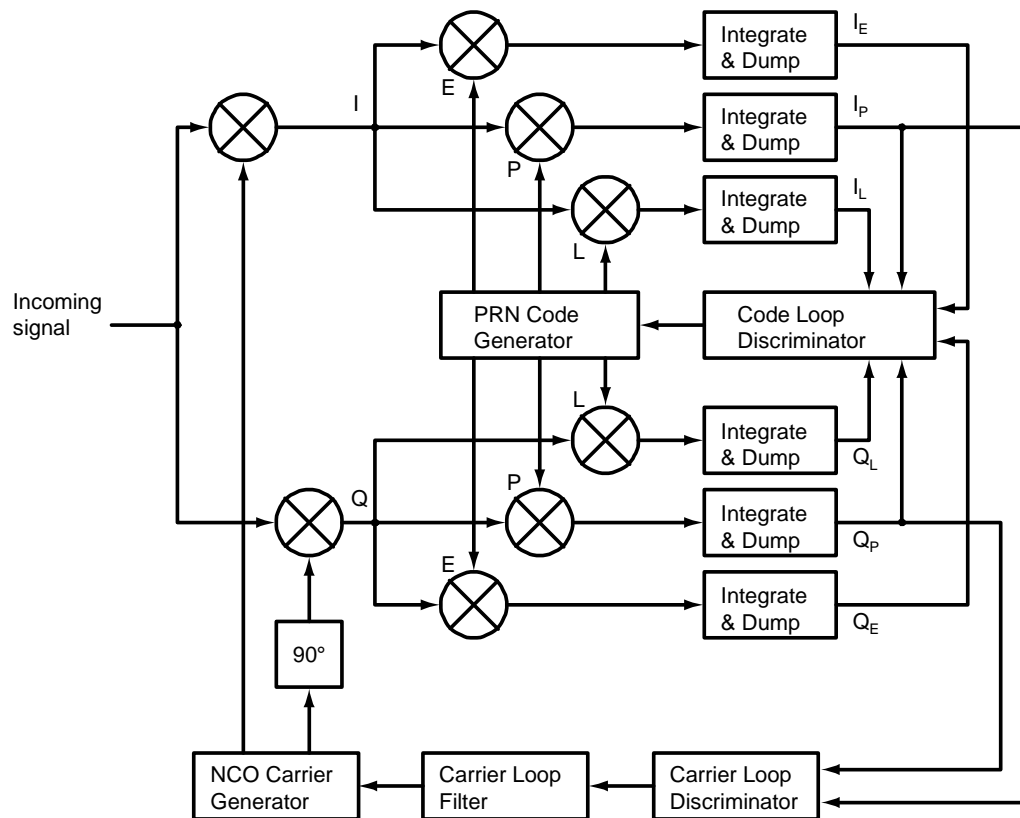 Integrate
& Dump
I_E
E
I
Integrate
& Dump
I_P
P
Integrate
& Dump
I_L
L
Incoming
signal
PRN Code
Generator
Code Loop
Discriminator
L
Integrate
& Dump
Q_L
P
Q
Integrate
& Dump
Q_P
E
Integrate
& Dump
Q_E
90°
NCO Carrier
Generator
Carrier Loop
Filter
Carrier Loop
Discriminator